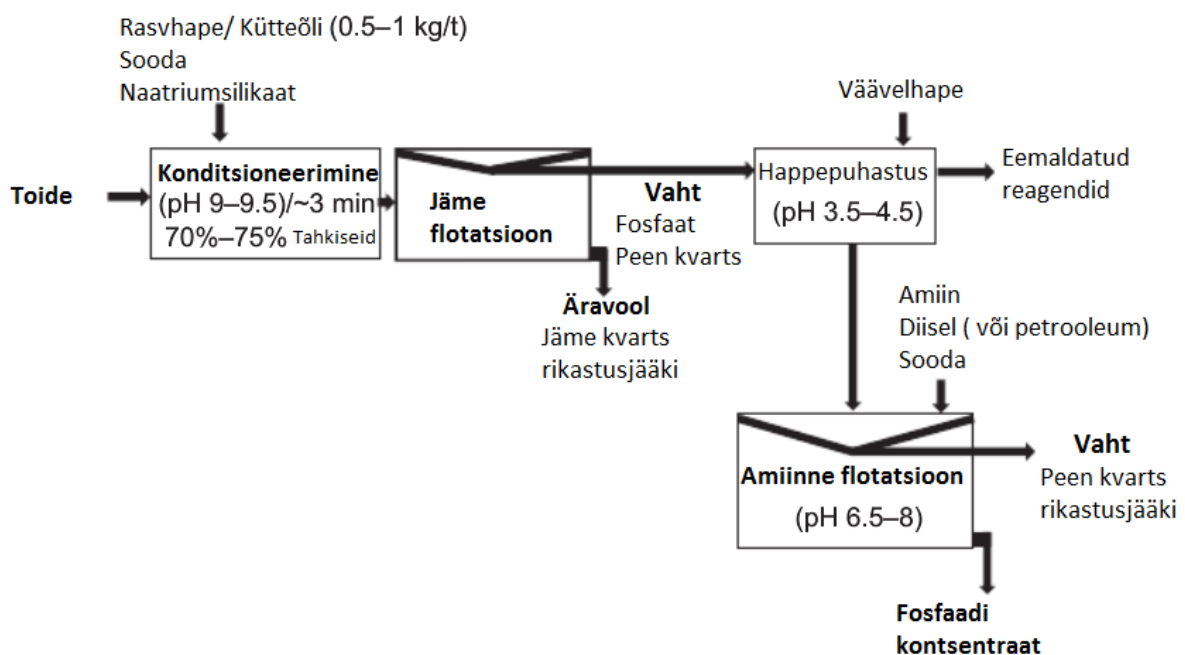 Rasvhape/ Kütteõli (0.5–1 kg/t)
Sooda
Naatriumsilikaat
Toide
Konditsioneerimine
(pH 9–9.5)/~3 min
70%–75% Tahkiseid
Jäme
flotatsioon
Vaht
Fosfaat
Peen kvarts
Äravool
Jäme kvarts
rikastusjääki
Väävelhape
Happepuhastus
(pH 3.5–4.5)
Eemaldatud
reagendid
Amiin
Diisel ( või petrooleum)
Sooda
Amiinne flotatsioon
(pH 6.5–8)
Vaht
Peen kvarts
rikastusjääki
Fosfaadi
kontsentraat